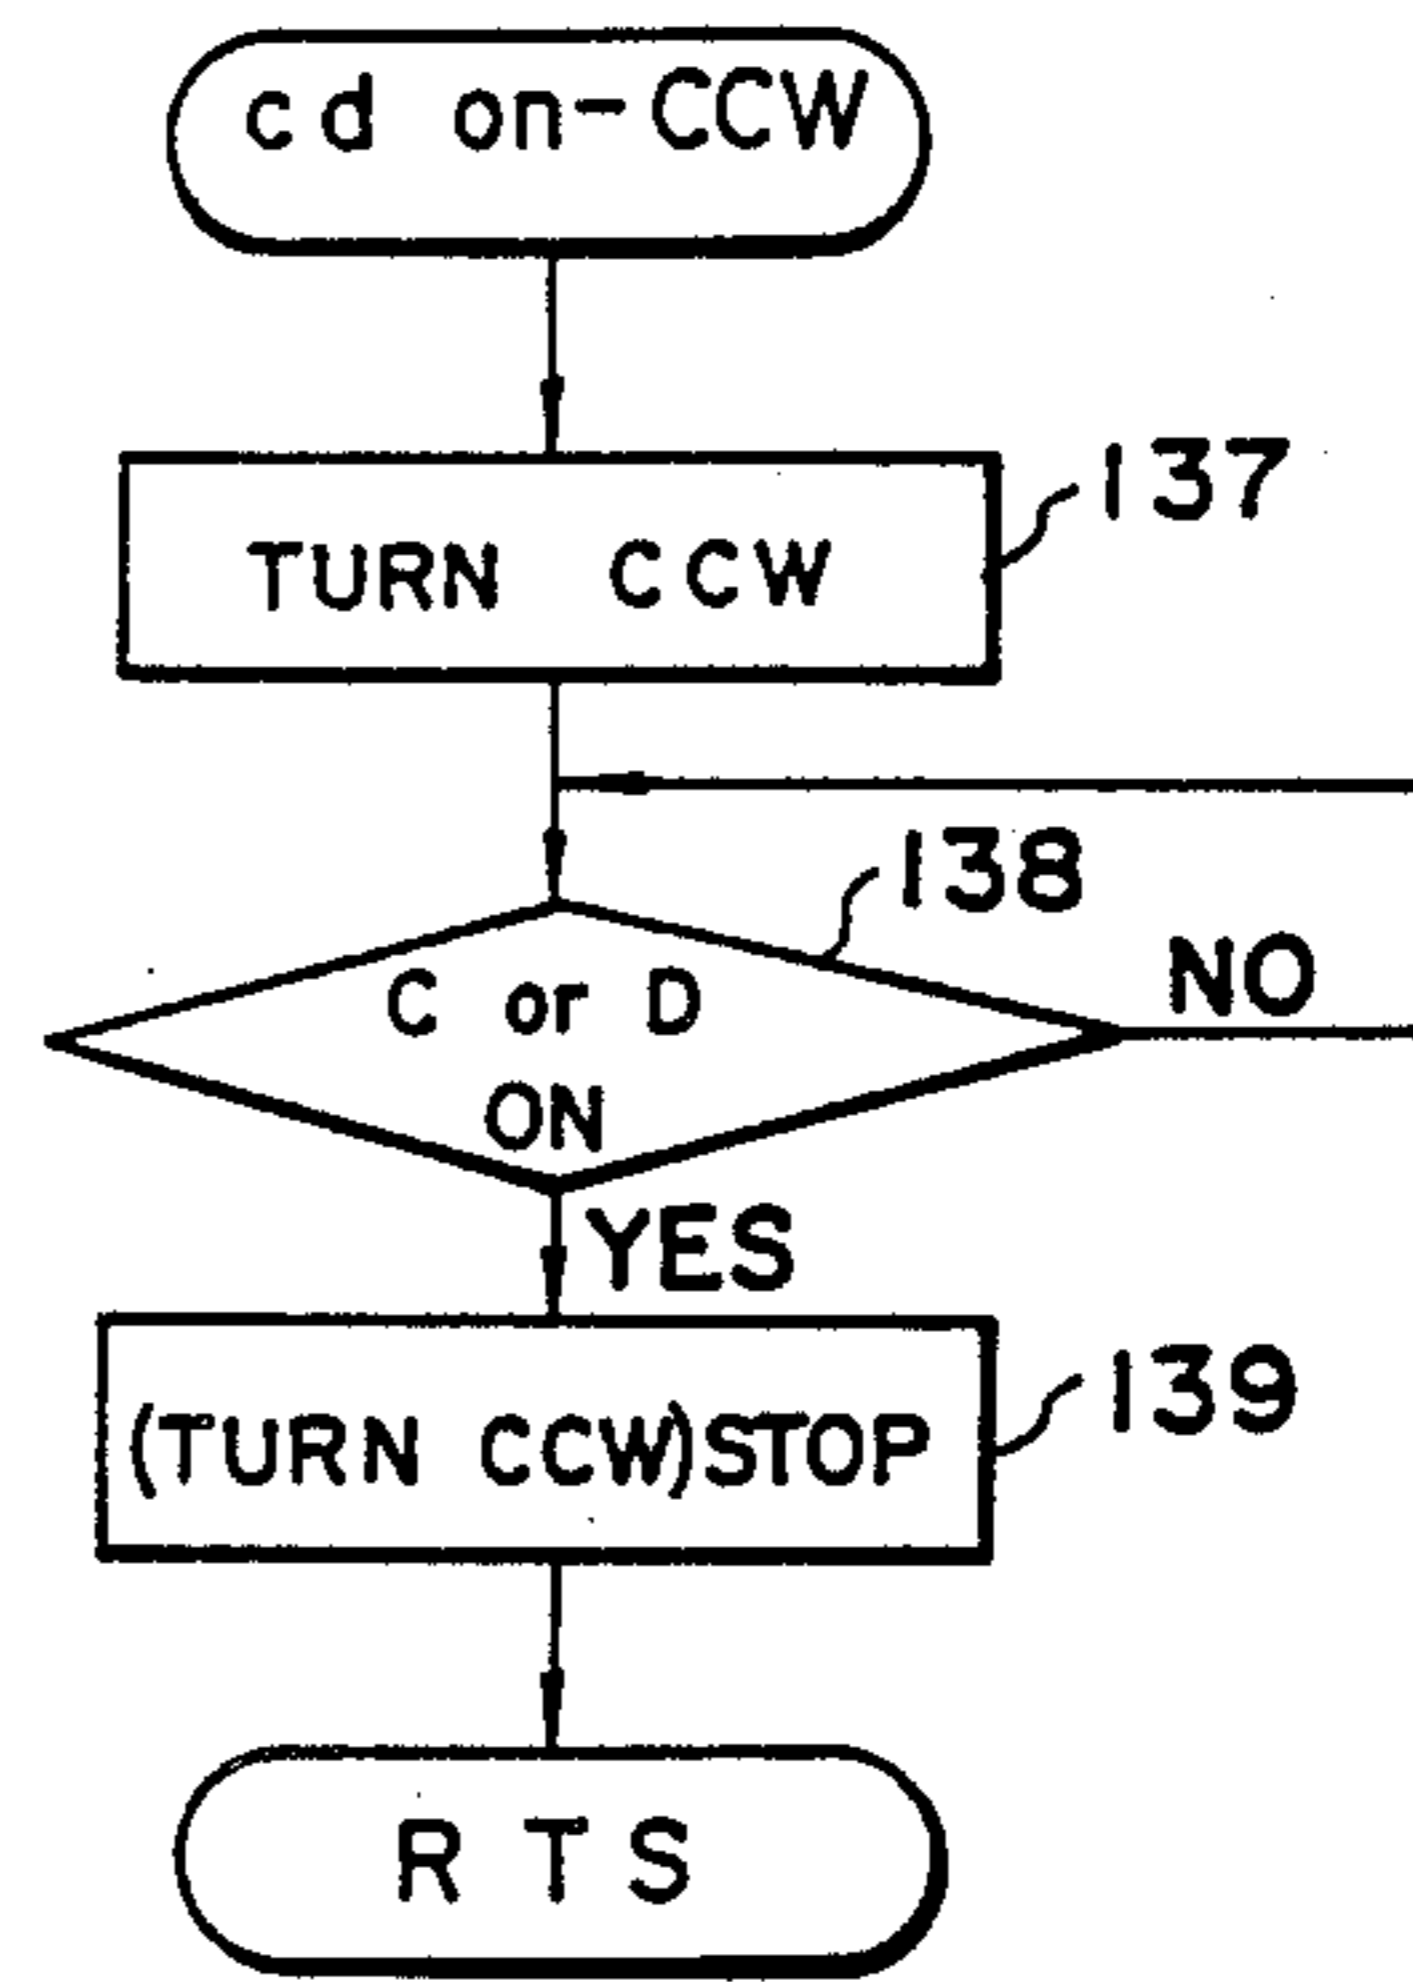 cd on-CCW
137
TURN CCW
138
NO
C or D
ON
YES
139
(TURN CCW)STOP
RTS